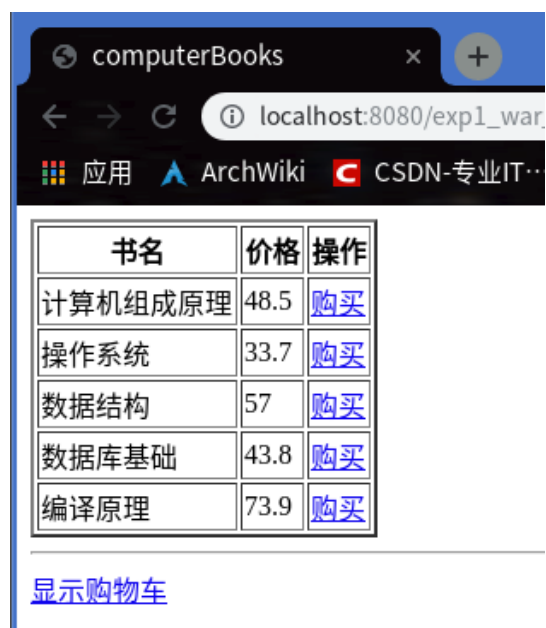 computerBooks
localhost:8080/exp1_war_
应用 ArchWiki CSDN-专业IT…
书名 价格 操作
计算机组成原理 48.5 购买
操作系统 33.7 购买
数据结构 57 购买
数据库基础 43.8 购买
编译原理 73.9 购买
显示购物车